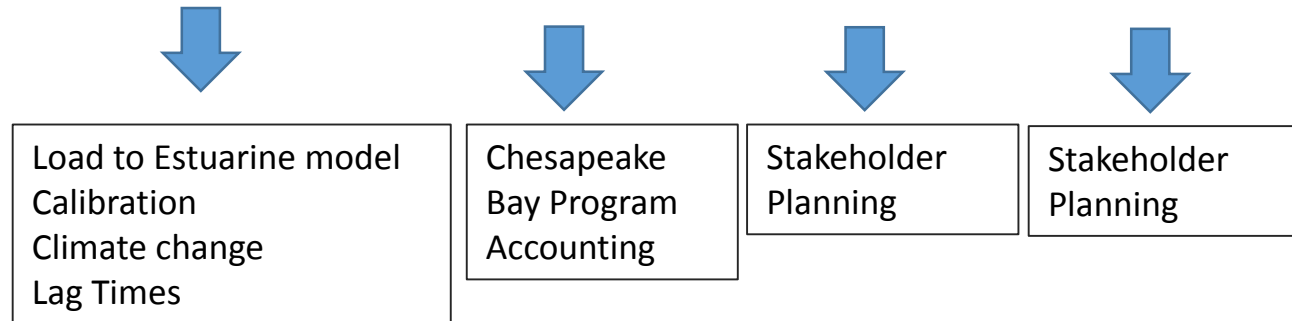 Load to Estuarine model
Calibration
Climate change
Lag Times
Chesapeake
Bay Program
Accounting
Stakeholder
Planning
Stakeholder
Planning